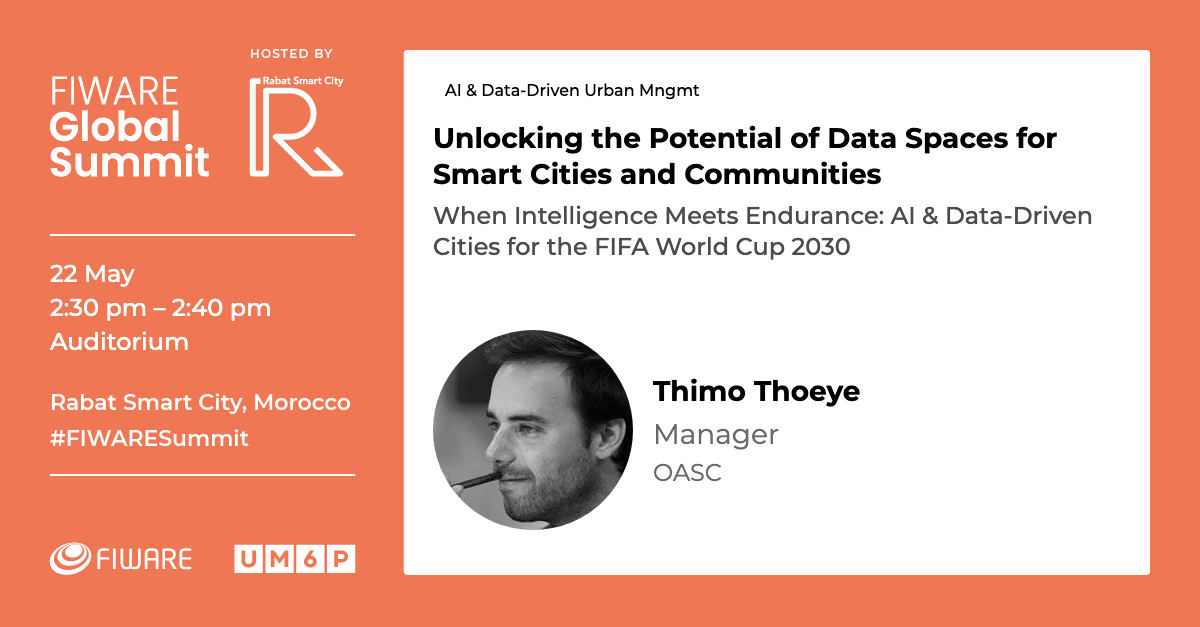 HOSTED BY
FIWARE
Global
Summit
Rabat Smart City
R
22 May
2:30 pm – 2:40 pm
Auditorium
Rabat Smart City, Morocco
#FIWARESummit
FIWARE
UM6P
AI & Data-Driven Urban Mngmt
Unlocking the Potential of Data Spaces for
Smart Cities and Communities
When Intelligence Meets Endurance: AI & Data-Driven
Cities for the FIFA World Cup 2030
Thimo Thoeye
Manager
OASC